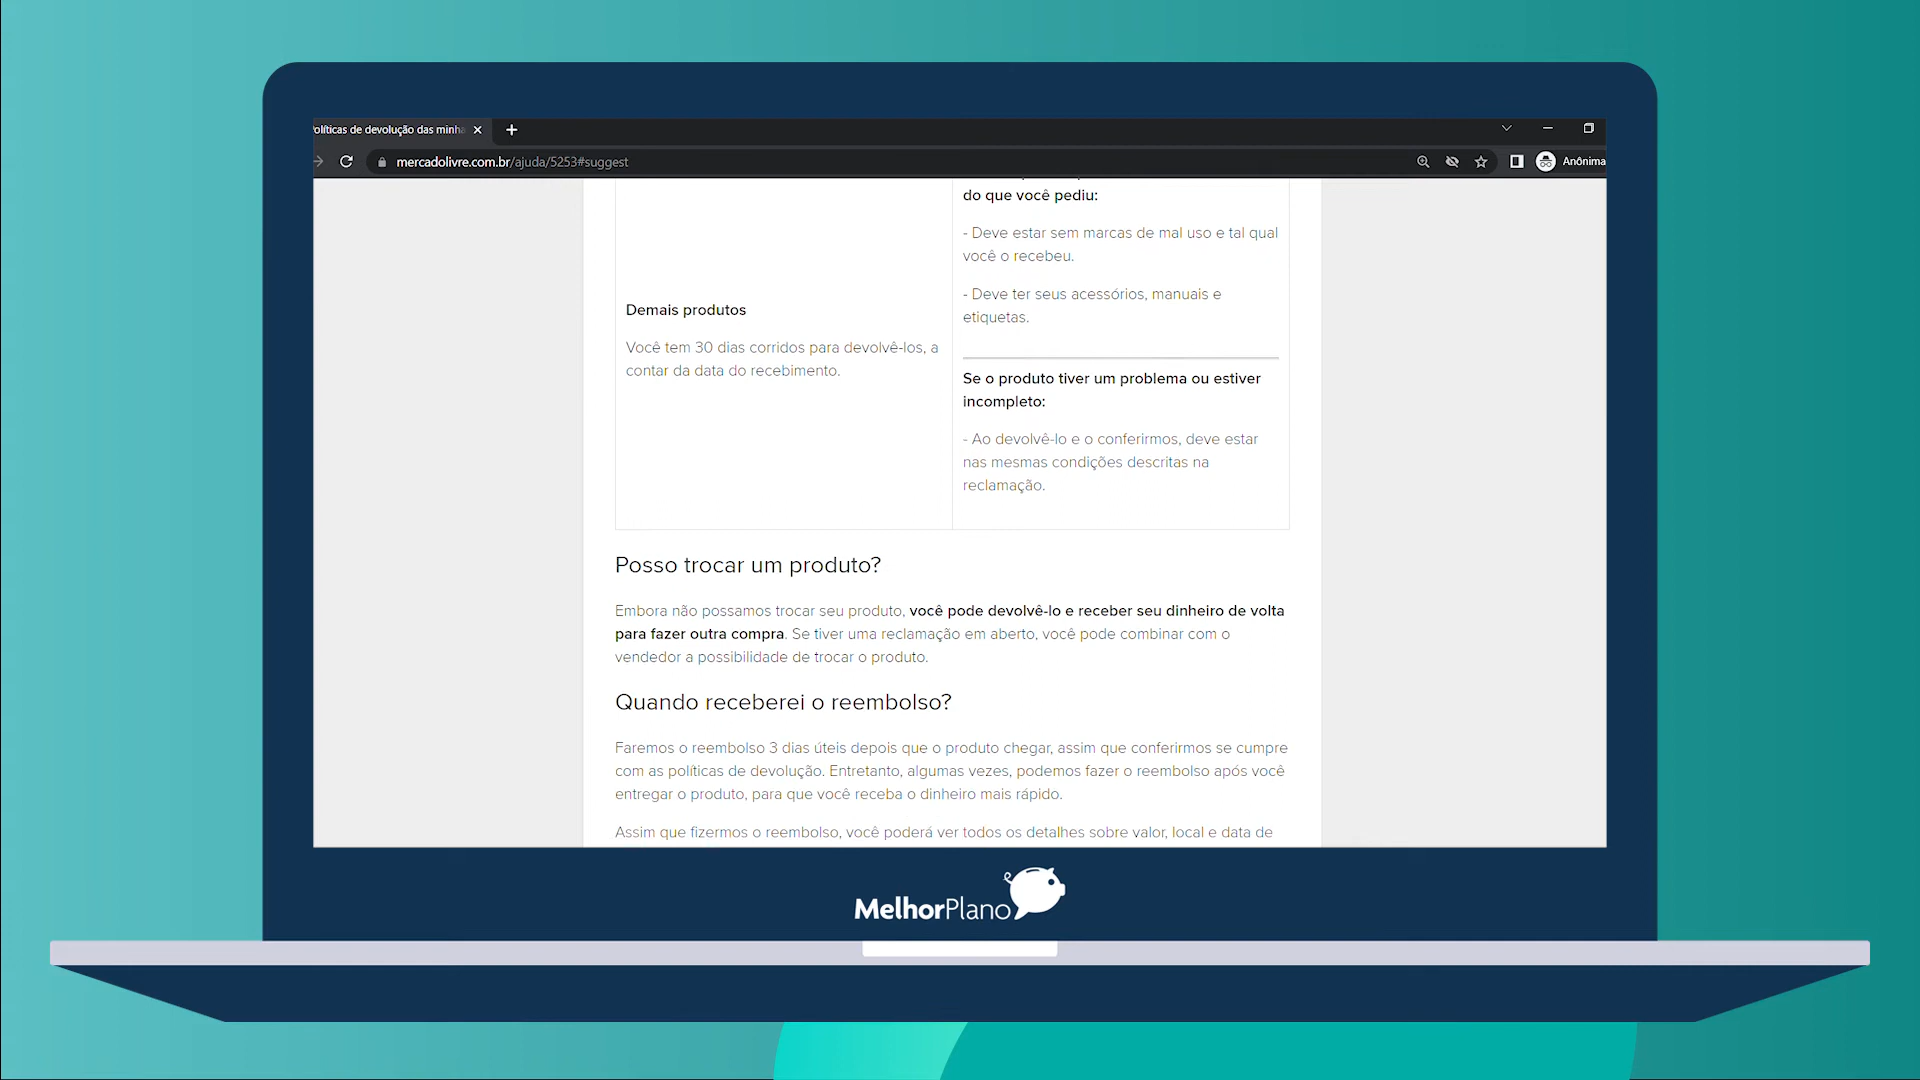 olíticas de devolução das minha
mercadolivre.com.br/ajuda/5253#suggest
Anônima
do que você pediu:
- Deve estar sem marcas de mal uso e tal qual
você o recebeu.
- Deve ter seus acessórios, manuais e
etiquetas.
Demais produtos
Você tem 30 dias corridos para devolvê-los, a
contar da data do recebimento.
Se o produto tiver um problema ou estiver
incompleto:
- Ao devolvê-lo e o conferirmos, deve estar
nas mesmas condições descritas na
reclamação.
Posso trocar um produto?
Embora não possamos trocar seu produto, você pode devolvê-lo e receber seu dinheiro de volta
para fazer outra compra. Se tiver uma reclamação em aberto, você pode combinar com o
vendedor a possibilidade de trocar o produto.
Quando receberei o reembolso?
Faremos o reembolso 3 dias úteis depois que o produto chegar, assim que conferirmos se cumpre
com as políticas de devolução. Entretanto, algumas vezes, podemos fazer o reembolso após você
entregar o produto, para que você receba o dinheiro mais rápido.
Assim que fizermos o reembolso, você poderá ver todos os detalhes sobre valor, local e data de
MelhorPlano